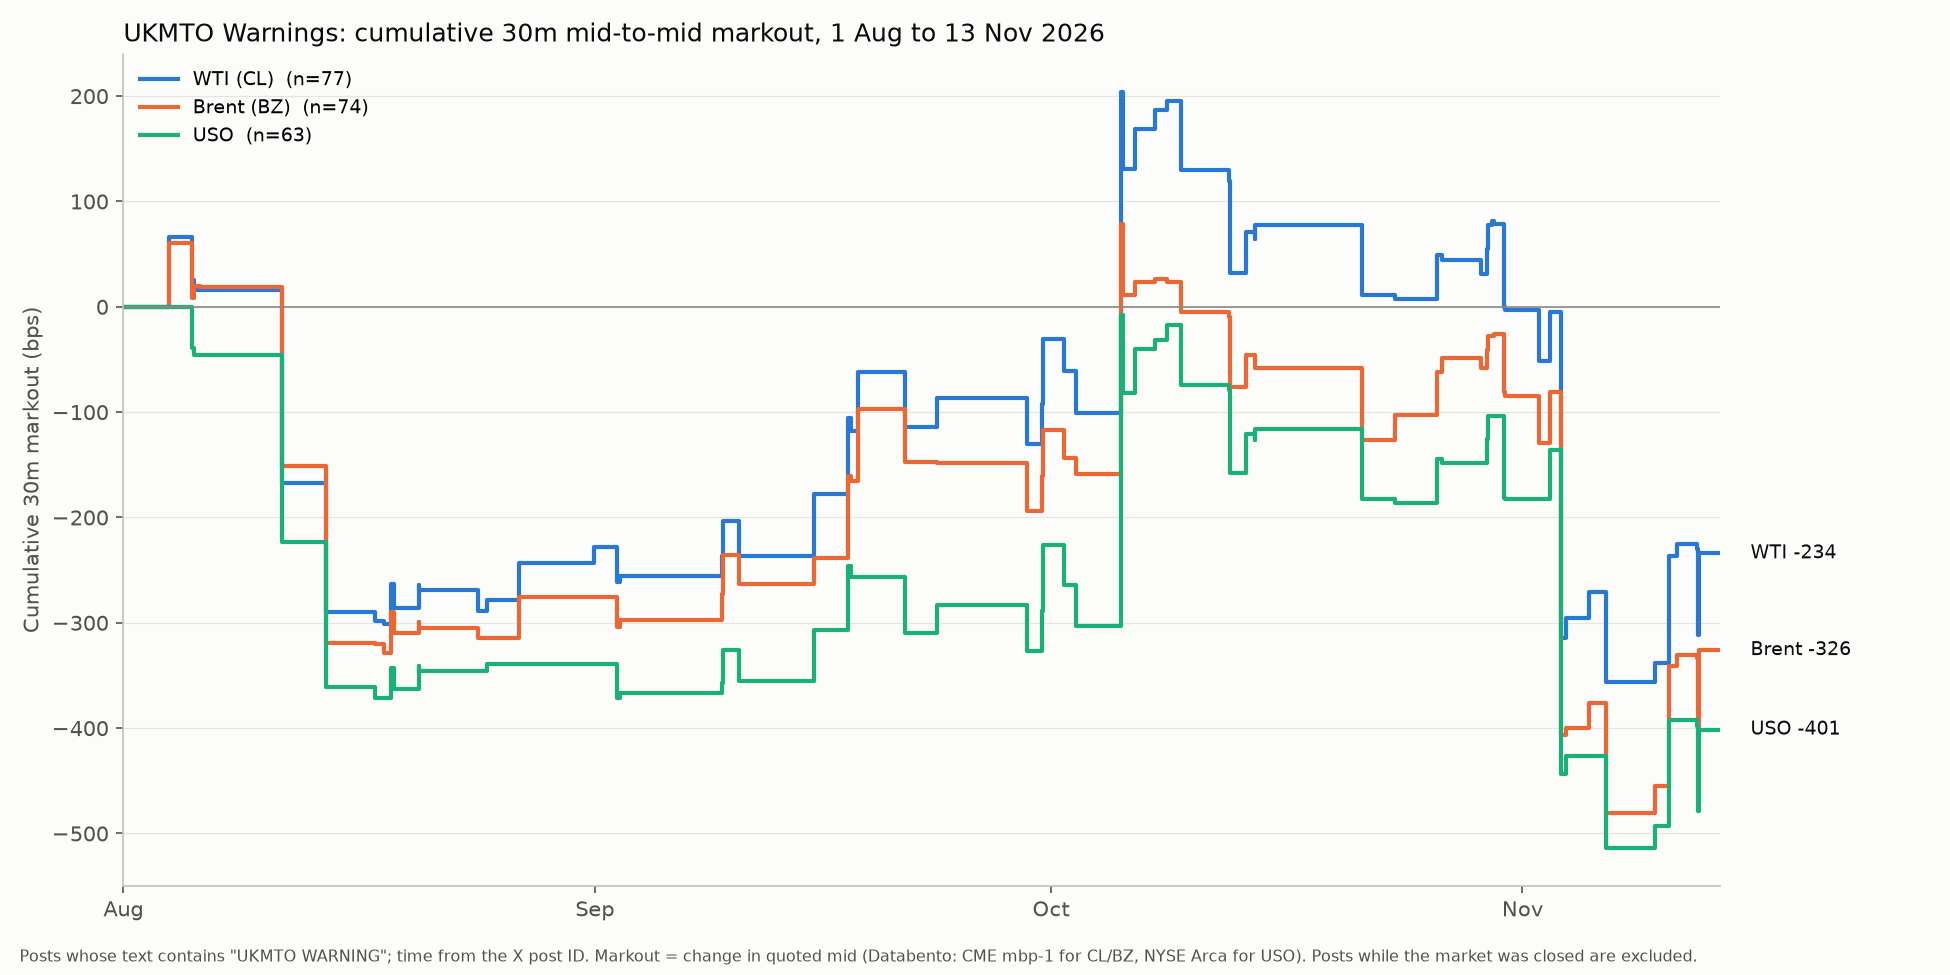 UKMTO Warnings: cumulative 30m mid-to-mid markout, 1 Aug to 13 Nov 2026
WTI (CL) (n=77)
Brent (BZ) (n=74)
USO (n=63)
Cumulative 30m markout (bps)
200
100
0
−100
−200
−300
−400
−500
WTI -234
Brent -326
USO -401
Aug
Sep
Oct
Nov
Posts whose text contains "UKMTO WARNING"; time from the X post ID. Markout = change in quoted mid (Databento: CME mbp-1 for CL/BZ, NYSE Arca for USO). Posts while the market was closed are excluded.